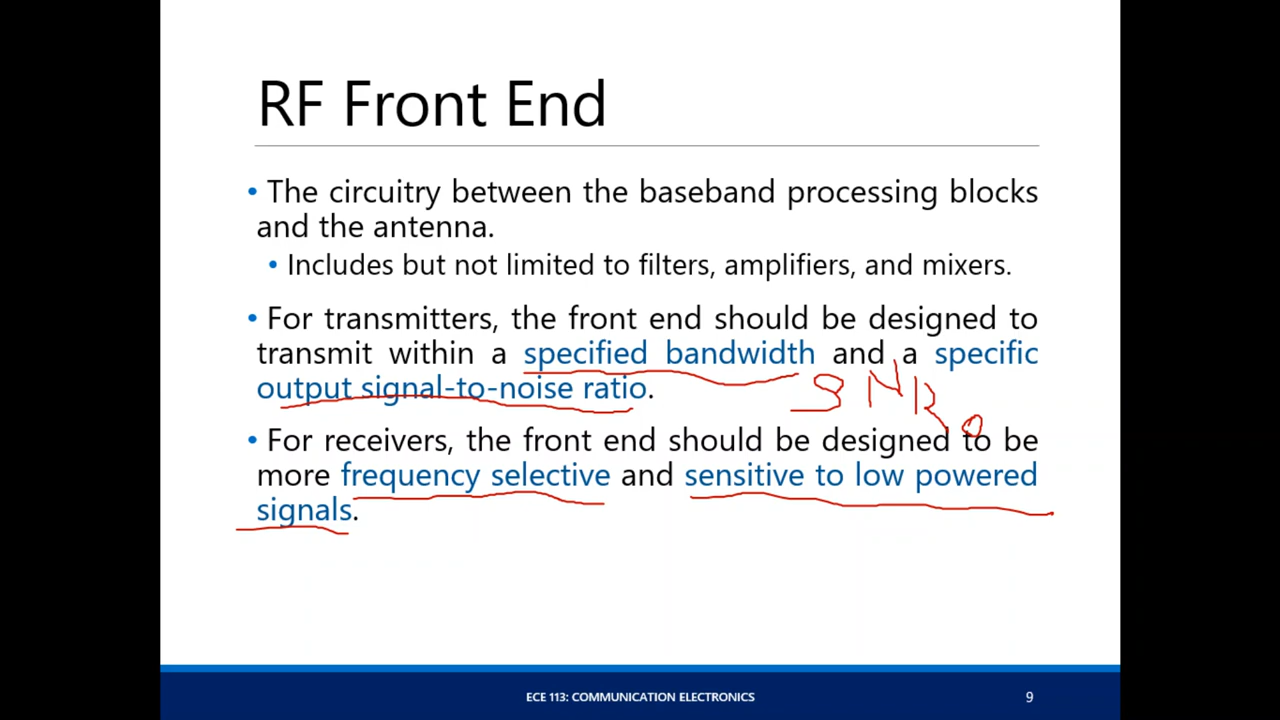 RF Front End
• The circuitry between the baseband processing blocks
and the antenna.
• Includes but not limited to filters, amplifiers, and mixers.
• For transmitters, the front end should be designed to
transmit within a specified bandwidth and a specific
output signal-to-noise ratio.
SNRo
• For receivers, the front end should be designed to be
more frequency selective and sensitive to low powered
signals.
ECE 113: COMMUNICATION ELECTRONICS
9